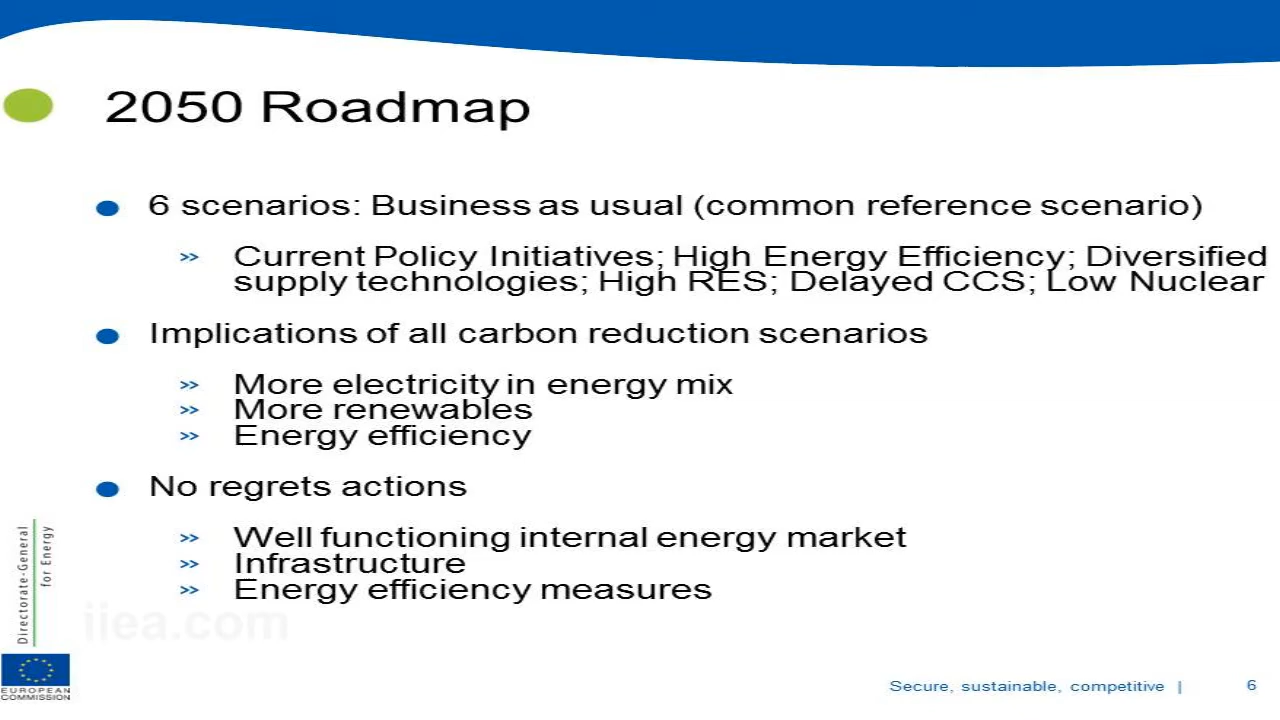 2050 Roadmap
6 scenarios: Business as usual (common reference scenario)
>> Current Policy Initiatives; High Energy Efficiency; Diversified
supply technologies; High RES; Delayed CCS; Low Nuclear
Implications of all carbon reduction scenarios
>> More electricity in energy mix
>> More renewables
>> Energy efficiency
No regrets actions
>> Well functioning internal energy market
>> Infrastructure
>> Energy efficiency measures
Directorate-General
for Energy
iiea.com
EUROPEAN
COMMISSION
Secure, sustainable, competitive | 6